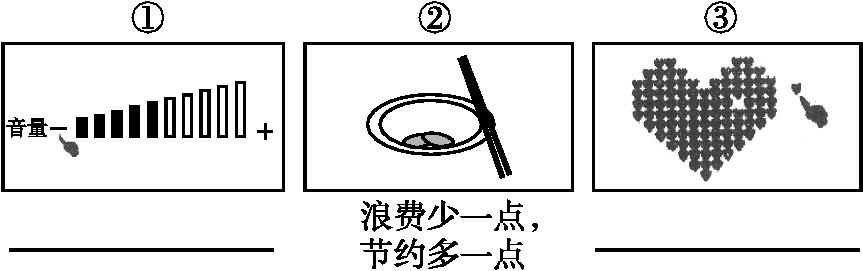 ① ② ③
音量 − +
浪费少一点，
节约多一点